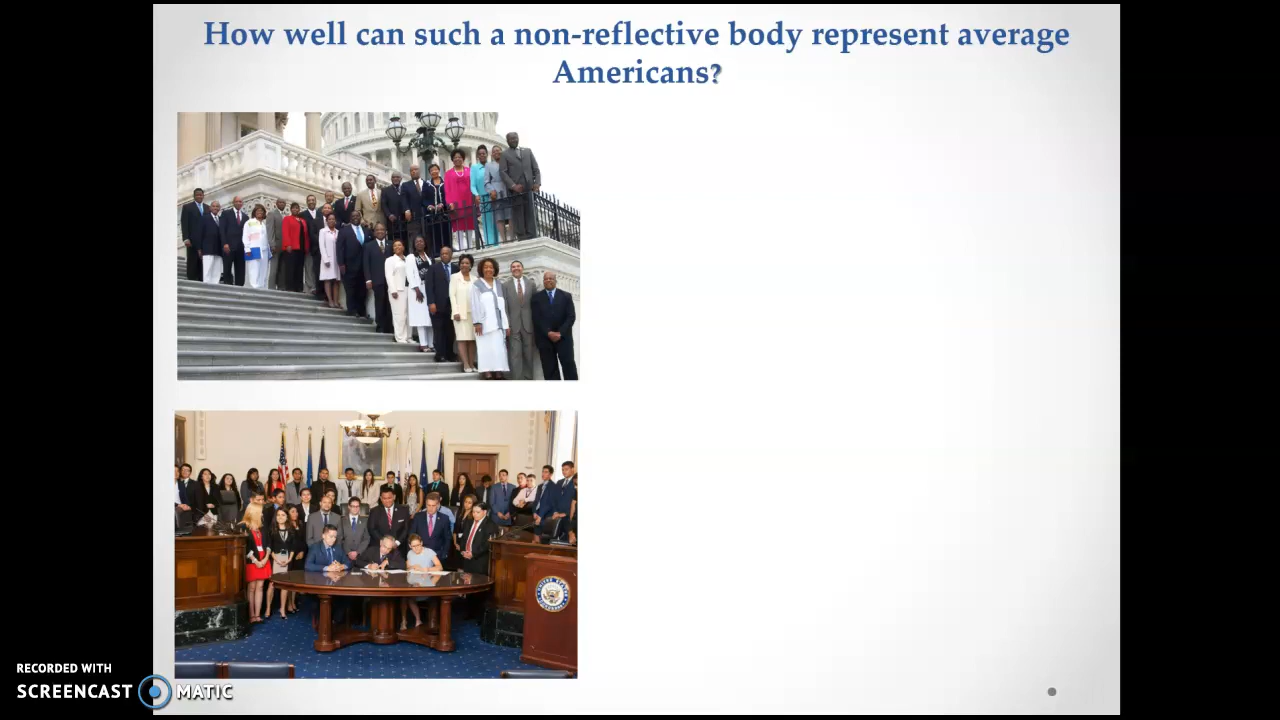 How well can such a non-reflective body represent average
Americans?
RECORDED WITH
SCREENCAST MATIC